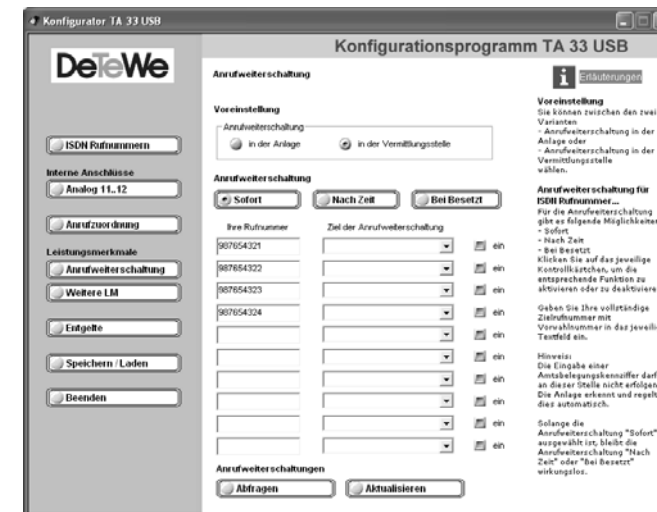 Konfigurator TA 33 USB
Konfigurationsprogramm TA 33 USB
DeTeWe
ISDN Rufnummern
Interne Anschlüsse
Analog 11..12
Anrufzuordnung
Leistungsmerkmale
Anrufweiterschaltung
Weitere LM
Entgelte
Speichern / Laden
Beenden
Anrufweiterschaltung
Voreinstellung
Anrufweiterschaltung
in der Anlage
in der Vermittlungsstelle
Anrufweiterschaltung
Sofort
Nach Zeit
Bei Besetzt
Ihre Rufnummer
Ziel der Anrufweiterschaltung
987654321
ein
987654322
ein
987654323
ein
987654324
ein
ein
ein
ein
ein
ein
ein
Anrufweiterschaltungen
Abfragen
Aktualisieren
i
Erläuterungen
Voreinstellung
Sie können zwischen den zwei
Varianten
- Anrufweiterschaltung in der
Anlage oder
- Anrufweiterschaltung in der
Vermittlungsstelle
wählen.
Anrufweiterschaltung für
ISDN Rufnummer...
Für die Anrufweiterschaltung
gibt es folgende Möglichkeiten
- Sofort
- Nach Zeit
- Bei Besetzt
Klicken Sie auf das jeweilige
Kontrollkästchen, um die
entsprechende Funktion zu
aktivieren oder zu deaktiviere
Geben Sie Ihre vollständige
Zielrufnummer mit
Vorwahlnummer in das jeweili
Textfeld ein.
Hinweis:
Die Eingabe einer
Amtsbelegungskennziffer darf
an dieser Stelle nicht erfolgen
Die Anlage erkennt und regelt
dies automatisch.
Solange die
Anrufweiterschaltung "Sofort"
ausgewählt ist, bleibt die
Anrufweiterschaltung "Nach
Zeit" oder "Bei Besetzt"
wirkungslos.